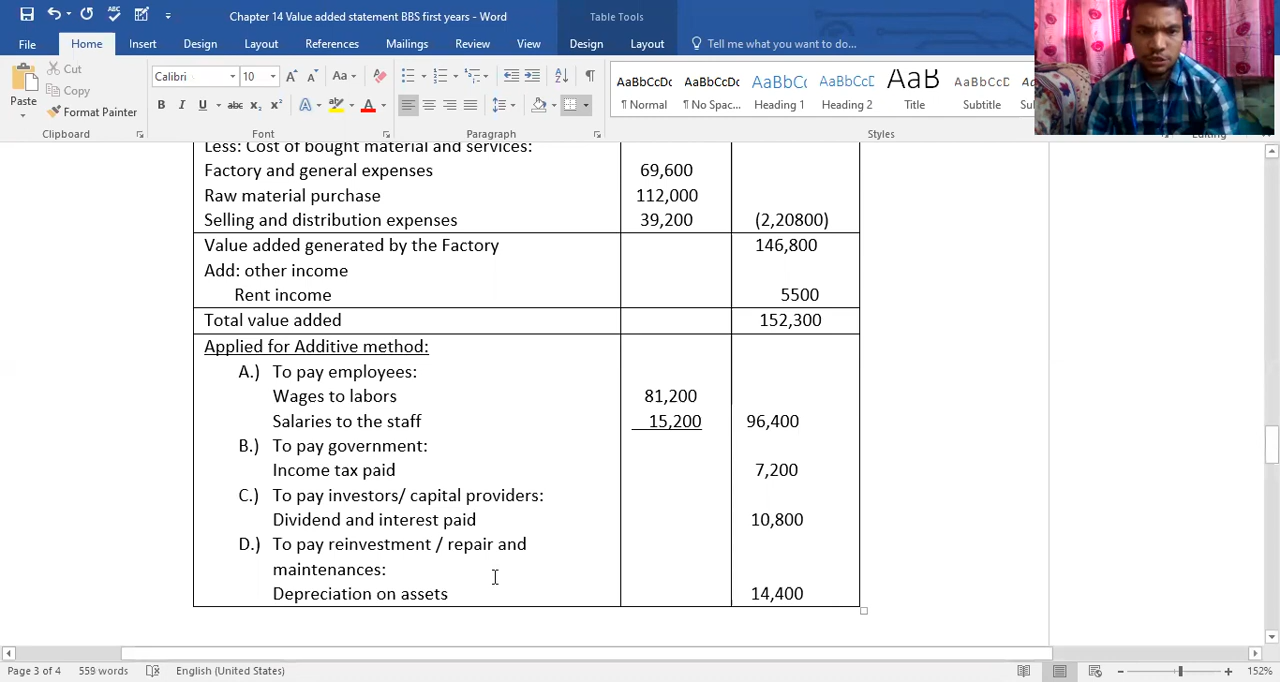 Chapter 14 Value added statement BBS first years - Word
Table Tools
File Home Insert Design Layout References Mailings Review View Design Layout Tell me what you want to do...
Paste
Cut
Copy
Format Painter
Calibri 10
AaBbCcDc AaBbCcDc AaBbCc AaBbCcE AaB AaBbCcD
¶ Normal ¶ No Spac... Heading 1 Heading 2 Title Subtitle
Clipboard Font Paragraph Styles
Less: Cost of bought material and services:
Factory and general expenses 69,600
Raw material purchase 112,000
Selling and distribution expenses 39,200 (2,20800)
Value added generated by the Factory 146,800
Add: other income
Rent income 5500
Total value added 152,300
Applied for Additive method:
A.) To pay employees:
Wages to labors 81,200
Salaries to the staff 15,200 96,400
B.) To pay government:
Income tax paid 7,200
C.) To pay investors/ capital providers:
Dividend and interest paid 10,800
D.) To pay reinvestment / repair and
maintenances:
Depreciation on assets 14,400
Page 3 of 4 559 words English (United States) 152%